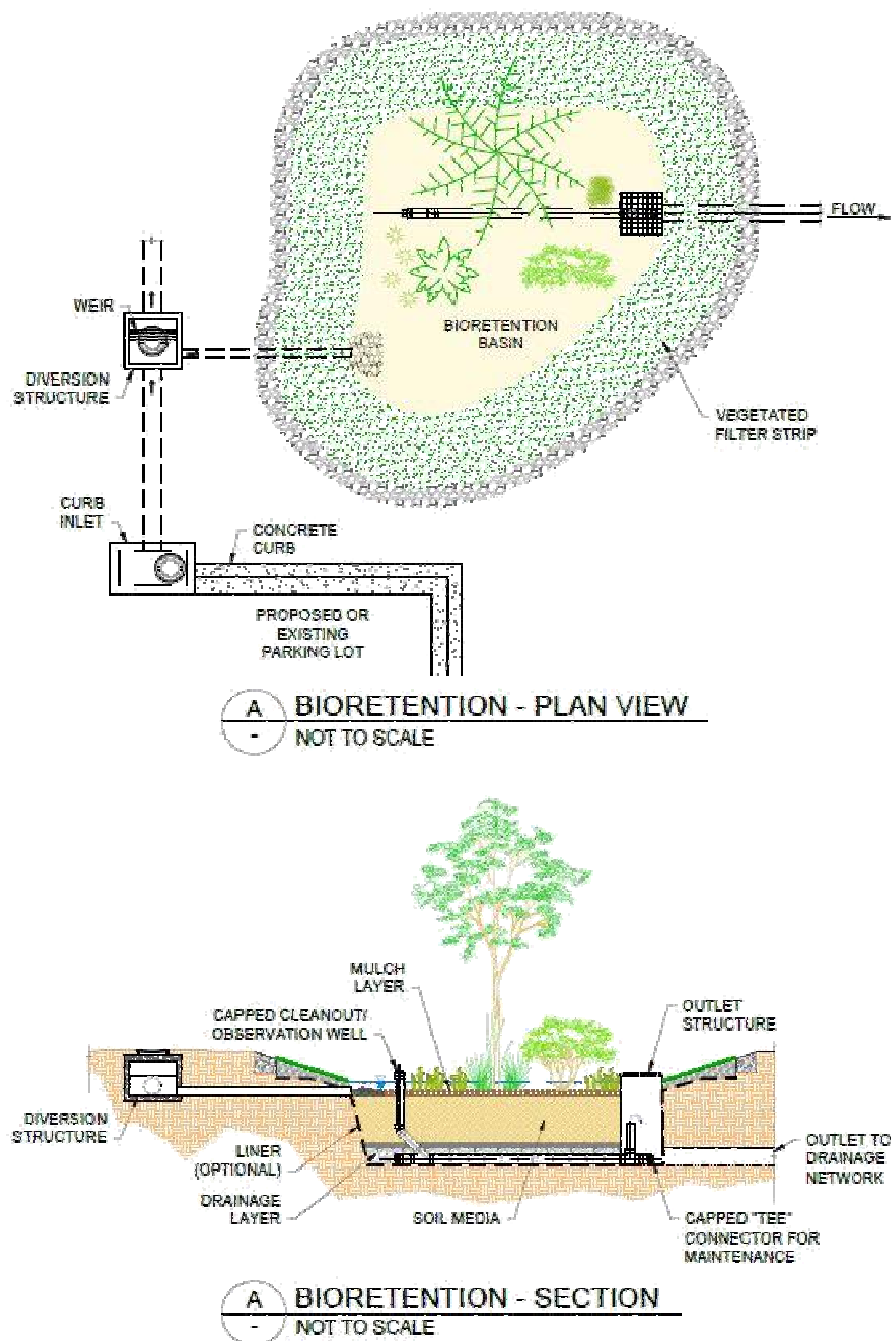 FLOW
WEIR
DIVERSION
STRUCTURE
BIORETENTION
BASIN
VEGETATED
FILTER STRIP
CURB
INLET
CONCRETE
CURB
PROPOSED OR
EXISTING
PARKING LOT
A
BIORETENTION - PLAN VIEW
-
NOT TO SCALE
MULCH
LAYER
CAPPED CLEANOUT/
OBSERVATION WELL
OUTLET
STRUCTURE
DIVERSION
STRUCTURE
LINER
(OPTIONAL)
DRAINAGE
LAYER
SOIL MEDIA
OUTLET TO
DRAINAGE
NETWORK
CAPPED "TEE"
CONNECTOR FOR
MAINTENANCE
A
BIORETENTION - SECTION
-
NOT TO SCALE